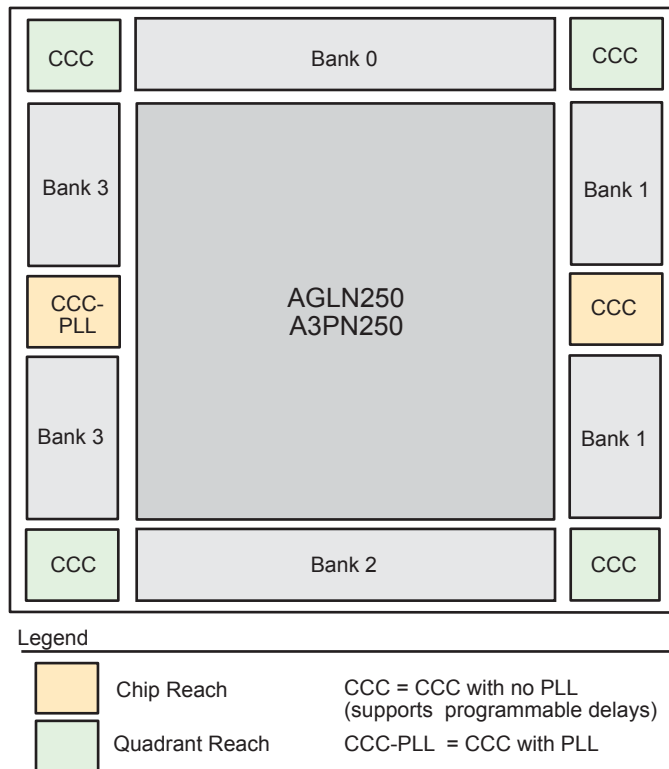 CCC
Bank 0
CCC
Bank 3
Bank 1
CCC-
PLL
AGLN250
A3PN250
CCC
Bank 3
Bank 1
CCC
Bank 2
CCC
Legend
Chip Reach
CCC = CCC with no PLL
(supports programmable delays)
Quadrant Reach
CCC-PLL = CCC with PLL